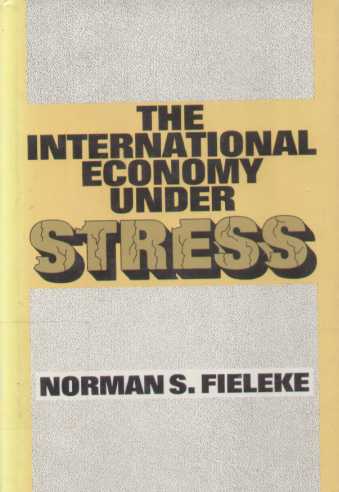 THE
INTERNATIONAL
ECONOMY
UNDER
STRESS
NORMAN S. FIELEKE